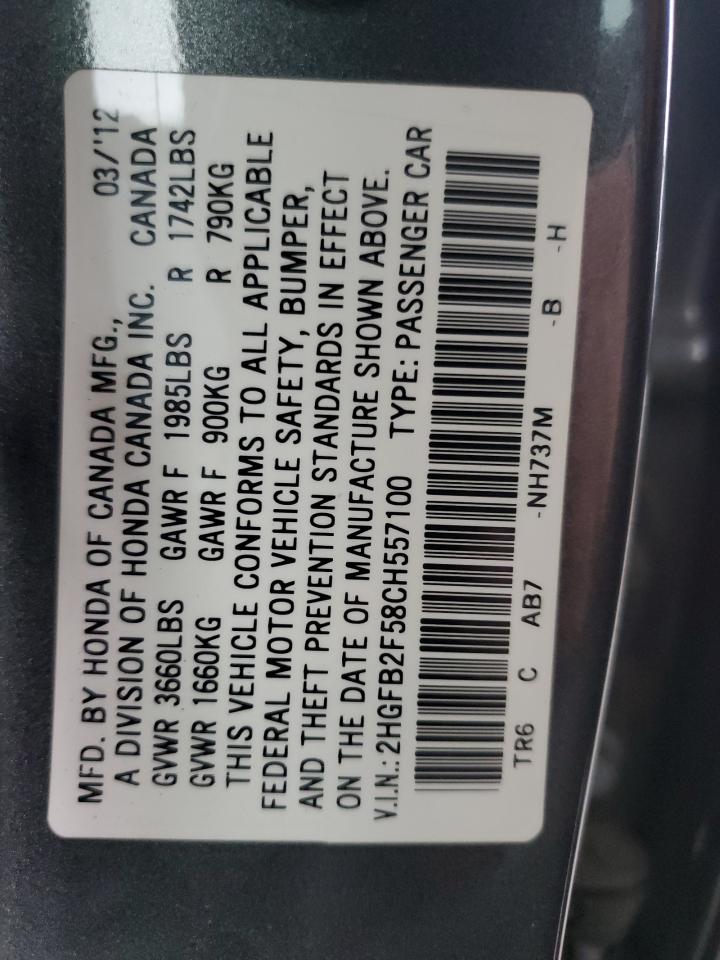 MFD. BY HONDA OF CANADA MFG., 03/'12
A DIVISION OF HONDA CANADA INC. CANADA
GVWR 3660LBS GAWR F 1985LBS R 1742LBS
GVWR 1660KG GAWR F 900KG R 790KG
THIS VEHICLE CONFORMS TO ALL APPLICABLE
FEDERAL MOTOR VEHICLE SAFETY, BUMPER,
AND THEFT PREVENTION STANDARDS IN EFFECT
ON THE DATE OF MANUFACTURE SHOWN ABOVE.
V.I.N.: 2HGFB2F58CH557100 TYPE: PASSENGER CAR
TR6 C AB7 -NH737M -B -H